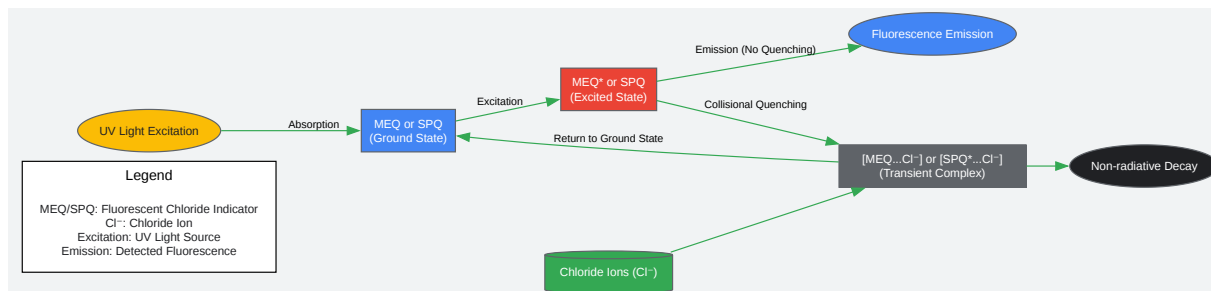 Fluorescence Emission
Emission (No Quenching)
MEQ* or SPQ
(Excited State)
Excitation
Collisional Quenching
UV Light Excitation
Absorption
MEQ or SPQ
(Ground State)
Return to Ground State
[MEQ...Cl⁻] or [SPQ*...Cl⁻]
(Transient Complex)
Non-radiative Decay
Legend
MEQ/SPQ: Fluorescent Chloride Indicator
Cl⁻: Chloride Ion
Excitation: UV Light Source
Emission: Detected Fluorescence
Chloride Ions (Cl⁻)